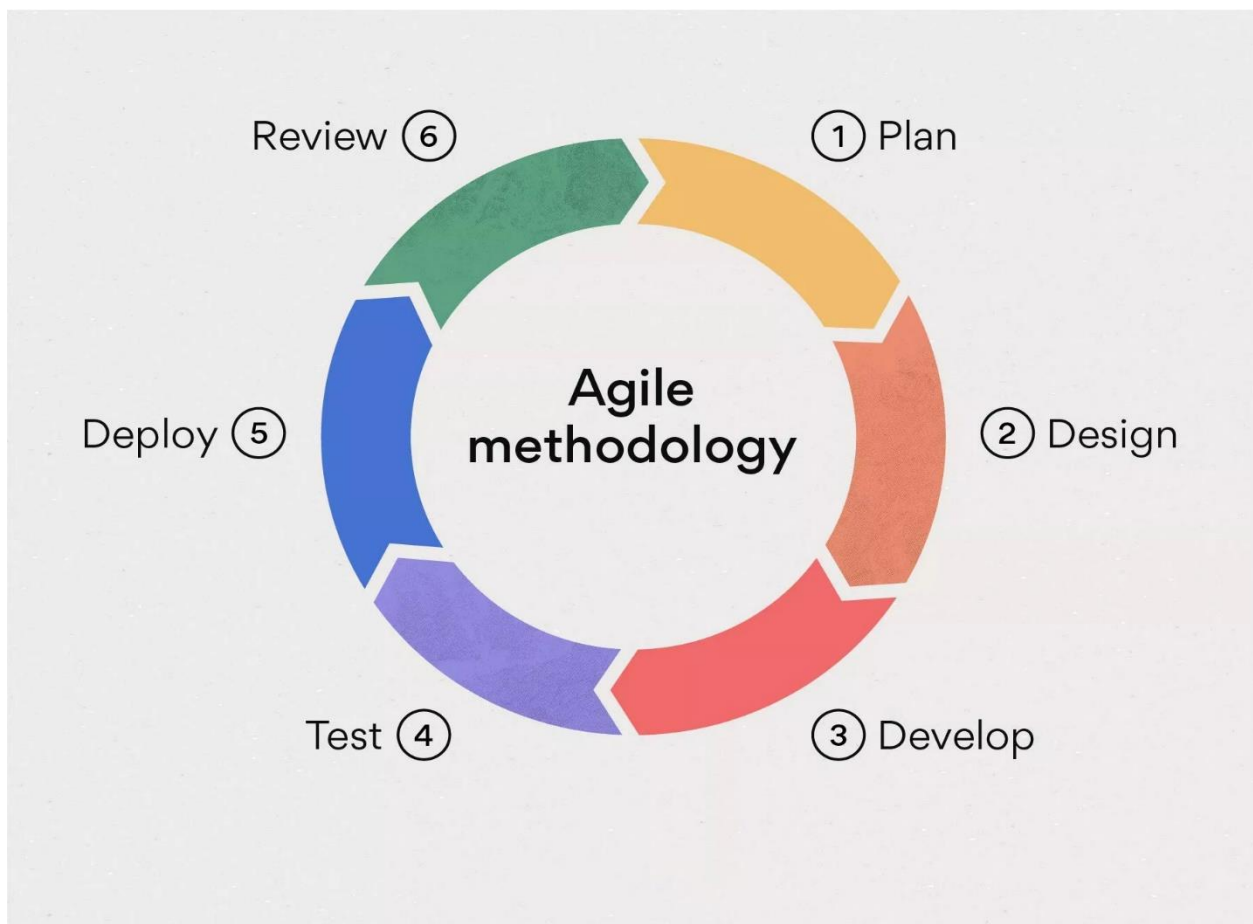 Agile
methodology
1 Plan
2 Design
3 Develop
4 Test
5 Deploy
6 Review